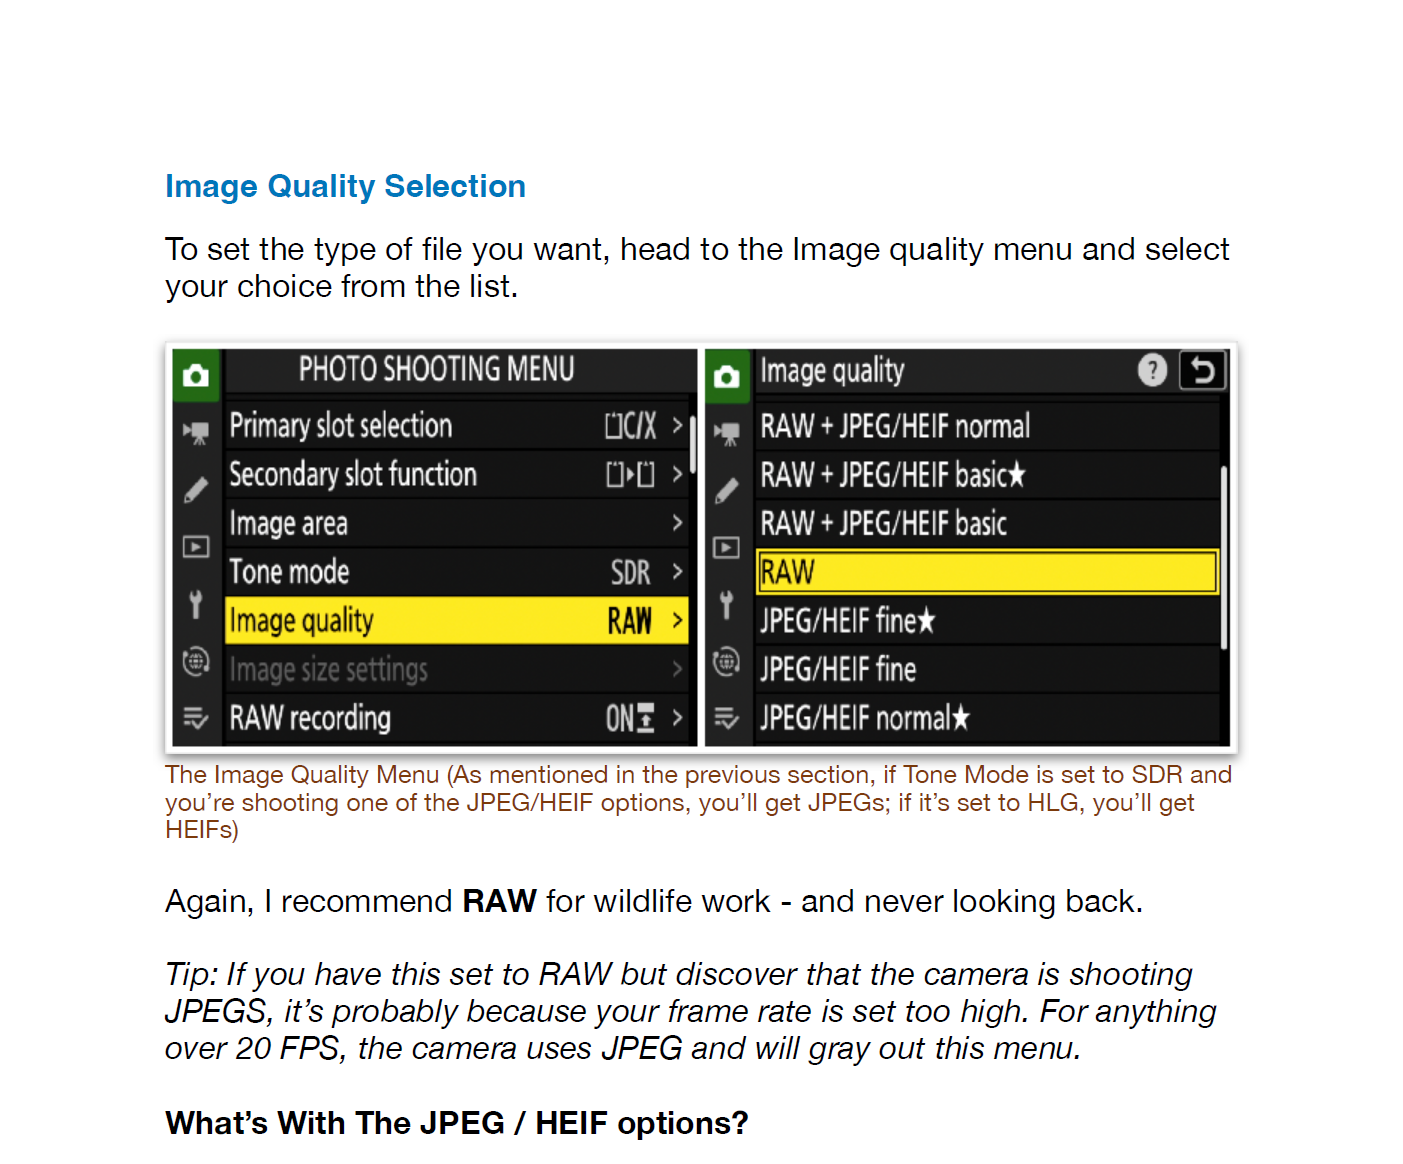 Image Quality Selection
To set the type of file you want, head to the Image quality menu and select
your choice from the list.
PHOTO SHOOTING MENU
Primary slot selection C/X >
Secondary slot function >
Image area >
Tone mode SDR >
Image quality RAW >
Image size settings >
RAW recording ON >
Image quality ?
RAW + JPEG/HEIF normal
RAW + JPEG/HEIF basic★
RAW + JPEG/HEIF basic
RAW
JPEG/HEIF fine★
JPEG/HEIF fine
JPEG/HEIF normal★
The Image Quality Menu (As mentioned in the previous section, if Tone Mode is set to SDR and
you’re shooting one of the JPEG/HEIF options, you’ll get JPEGs; if it’s set to HLG, you’ll get
HEIFs)
Again, I recommend RAW for wildlife work - and never looking back.
Tip: If you have this set to RAW but discover that the camera is shooting
JPEGS, it’s probably because your frame rate is set too high. For anything
over 20 FPS, the camera uses JPEG and will gray out this menu.
What’s With The JPEG / HEIF options?